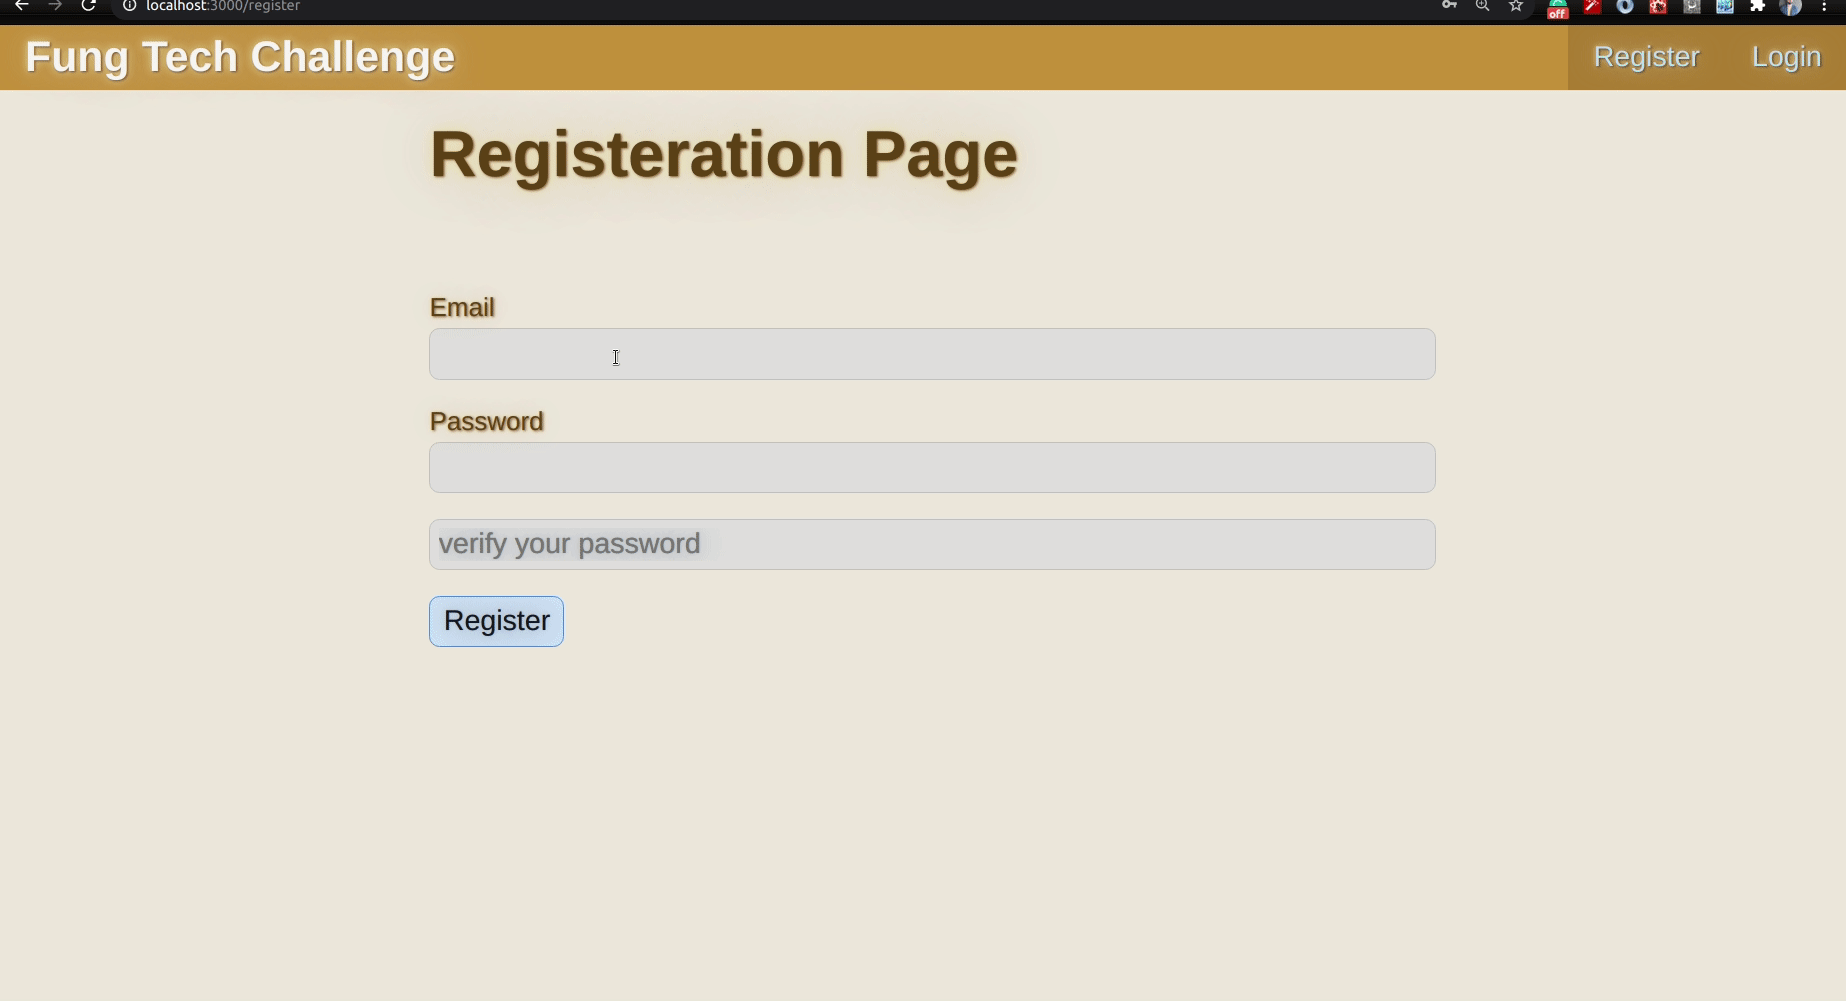 localhost:3000/register
off
Fung Tech Challenge
Register
Login
Registeration Page
Email
Password
verify your password
Register